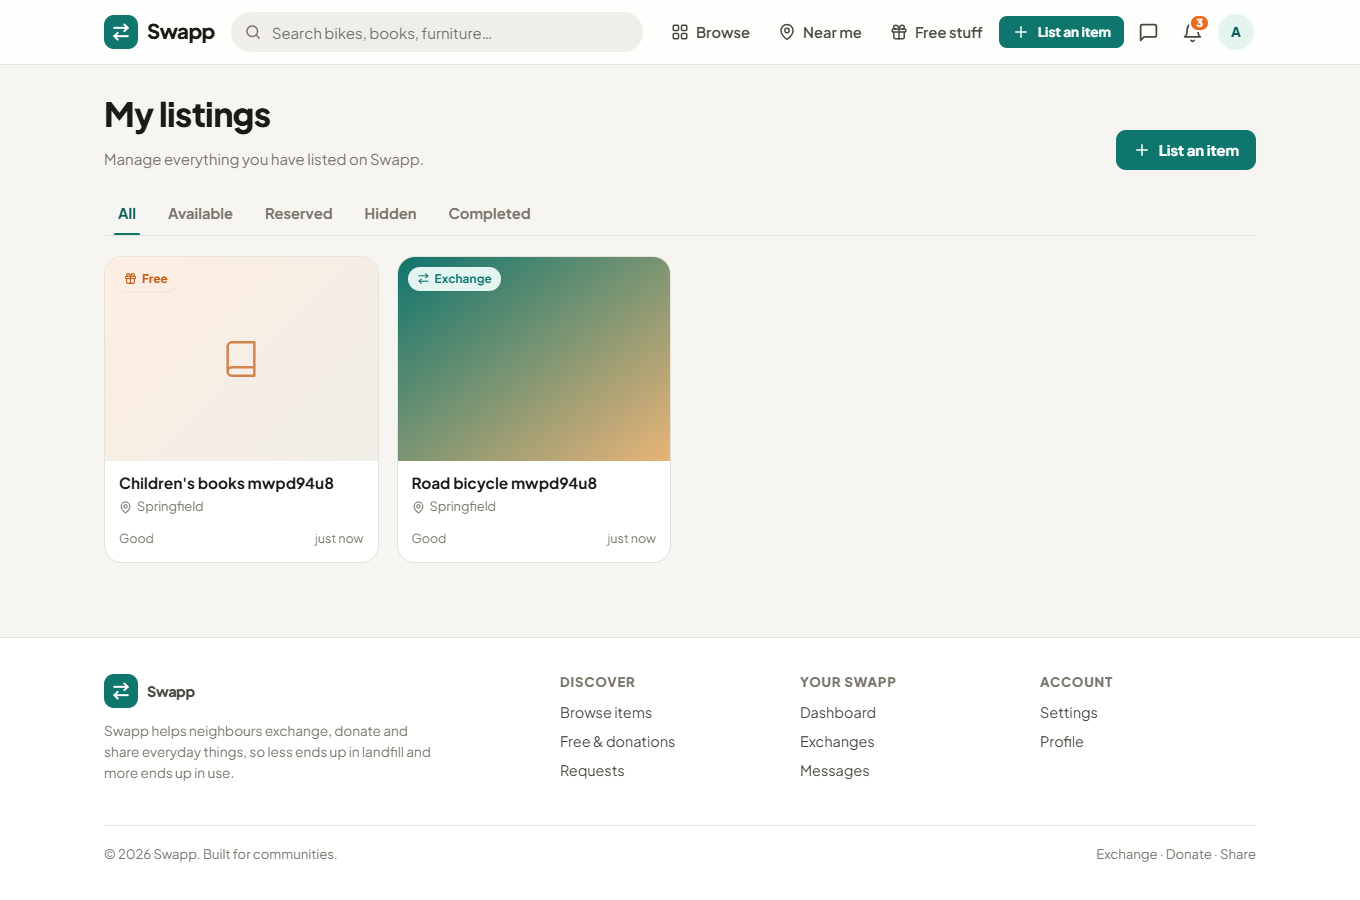 Swapp
Search bikes, books, furniture...
Browse
Near me
Free stuff
List an item
3
A
My listings
Manage everything you have listed on Swapp.
List an item
All
Available
Reserved
Hidden
Completed
Free
Exchange
Children's books mwpd94u8
Springfield
Good
just now
Road bicycle mwpd94u8
Springfield
Good
just now
Swapp
Swapp helps neighbours exchange, donate and
share everyday things, so less ends up in landfill and
more ends up in use.
DISCOVER
Browse items
Free & donations
Requests
YOUR SWAPP
Dashboard
Exchanges
Messages
ACCOUNT
Settings
Profile
© 2026 Swapp. Built for communities.
Exchange · Donate · Share